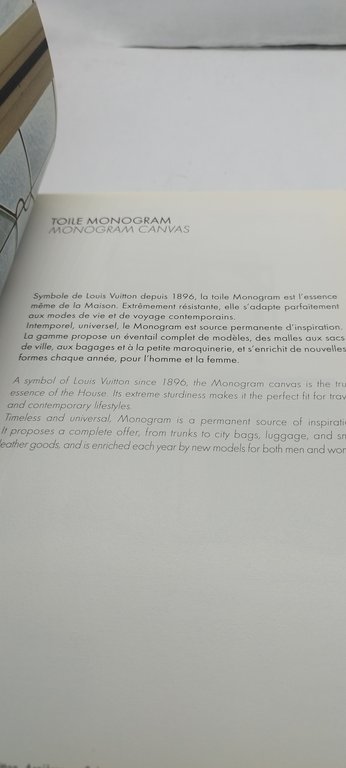 TOILE MONOGRAM
MONOGRAM CANVAS
Symbole de Louis Vuitton depuis 1896, la toile Monogram est l'essence
même de la Maison. Extrêmement résistante, elle s'adapte parfaitement
aux modes de vie et de voyage contemporains.
Intemporel, universel, le Monogram est source permanente d'inspiration.
La gamme propose un éventail complet de modèles, des malles aux sacs
de ville, aux bagages et à la petite maroquinerie, et s'enrichit de nouvelles
formes chaque année, pour l'homme et la femme.
A symbol of Louis Vuitton since 1896, the Monogram canvas is the
essence of the House. Its extreme sturdiness makes it the perfect fit for
and contemporary lifestyles.
Timeless and universal, Monogram is a permanent source of
It proposes a complete offer, from trunks to city bags, luggage, and
leather goods, and is enriched each year by new models for both men and